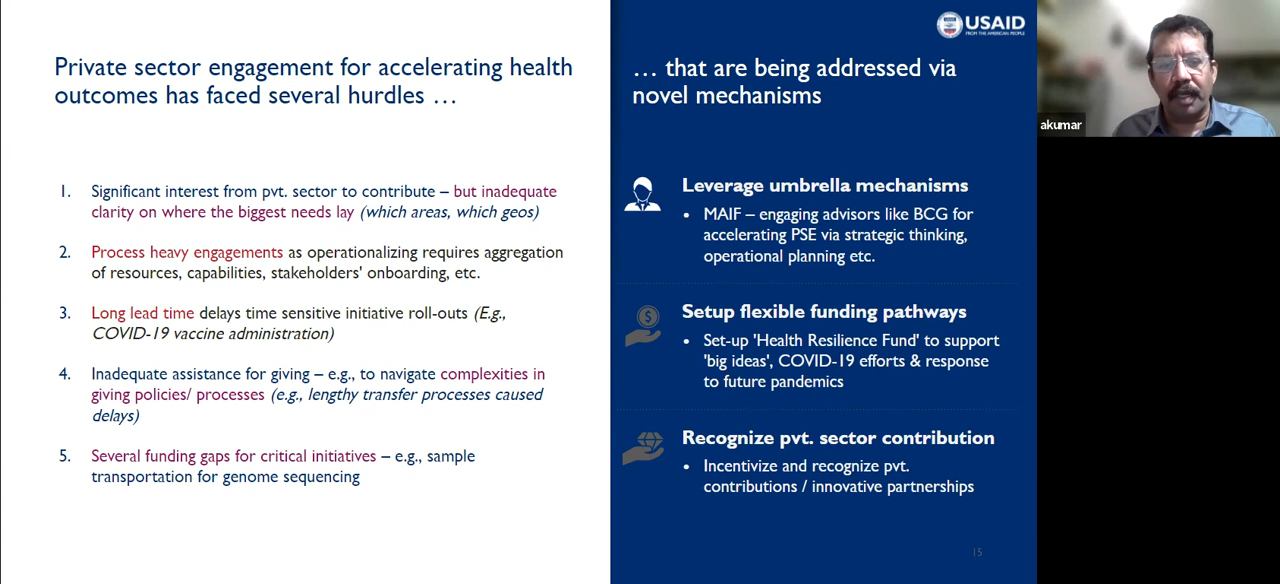 Private sector engagement for accelerating health
outcomes has faced several hurdles …
1. Significant interest from pvt. sector to contribute – but inadequate
clarity on where the biggest needs lay (which areas, which geos)
2. Process heavy engagements as operationalizing requires aggregation
of resources, capabilities, stakeholders' onboarding, etc.
3. Long lead time delays time sensitive initiative roll-outs (E.g.,
COVID-19 vaccine administration)
4. Inadequate assistance for giving – e.g., to navigate complexities in
giving policies/ processes (e.g., lengthy transfer processes caused
delays)
5. Several funding gaps for critical initiatives – e.g., sample
transportation for genome sequencing
USAID
FROM THE AMERICAN PEOPLE
… that are being addressed via
novel mechanisms
Leverage umbrella mechanisms
• MAIF – engaging advisors like BCG for
accelerating PSE via strategic thinking,
operational planning etc.
Setup flexible funding pathways
• Set-up 'Health Resilience Fund' to support
'big ideas', COVID-19 efforts & response
to future pandemics
Recognize pvt. sector contribution
• Incentivize and recognize pvt.
contributions / innovative partnerships
15
akumar